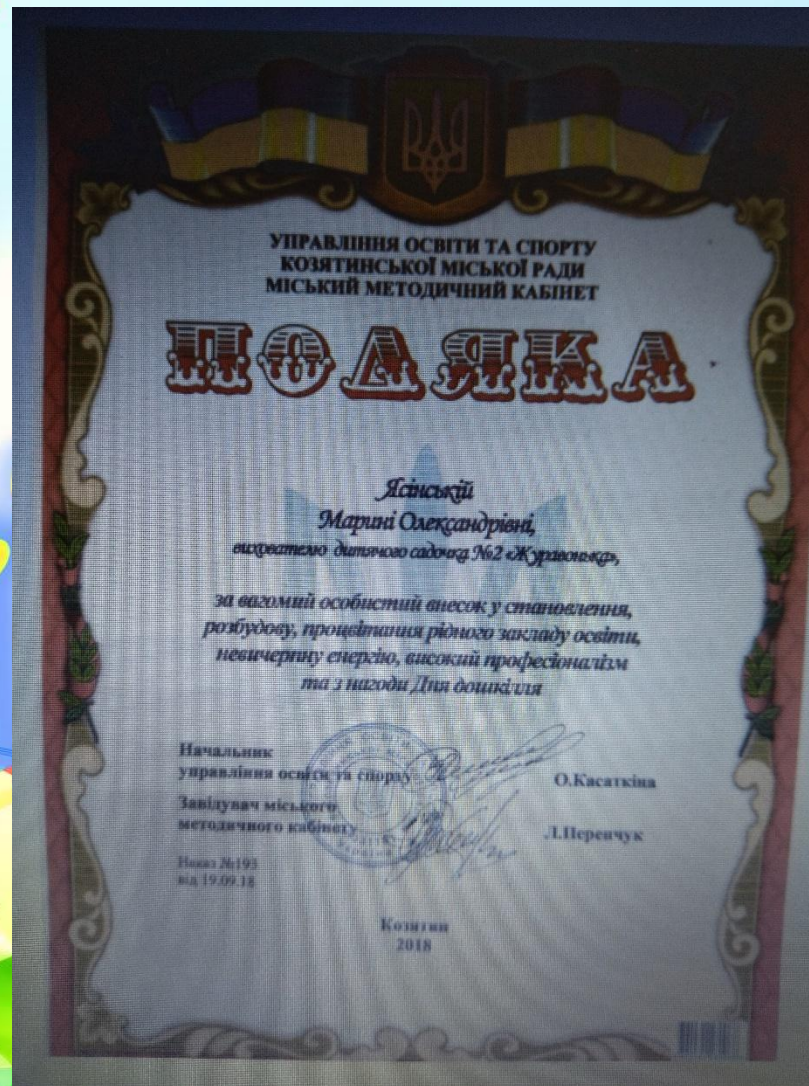 УПРАВЛІННЯ ОСВІТИ ТА СПОРТУ
КОЗЯТИНСЬКОЇ МІСЬКОЇ РАДИ
МІСЬКИЙ МЕТОДИЧНИЙ КАБІНЕТ
ПОДЯКА
Ясінській
Марині Олександрівні,
вихователю дитячого садочка №2 «Журавонька»,
за вагомий особистий внесок у становлення,
розбудову, процвітання рідного закладу освіти,
невичерпну енергію, високий професіоналізм
та з нагоди Дня дошкілля
Начальник
управління освіти та спорту
О.Касаткіна
Завідувач міського
методичного кабінету
Л.Перенчук
Наказ №193
від 19.09.18
Козятин
2018